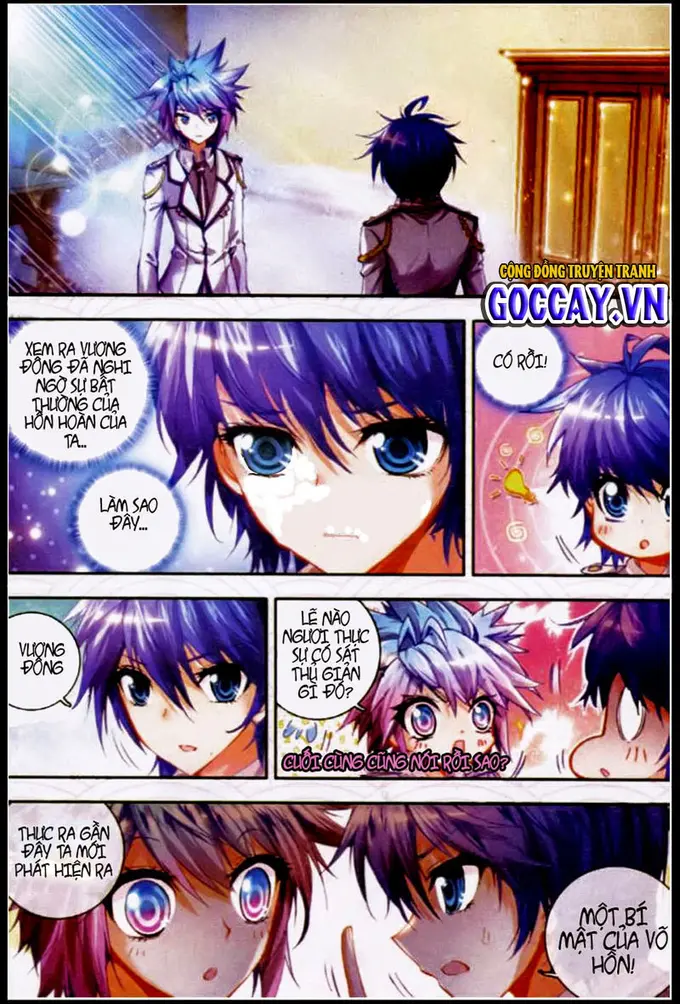 CỘNG ĐỒNG TRUYỆN TRANH
GOCCAY.VN
XEM RA VƯƠNG
ĐÔNG ĐÃ NGHI
NGỜ SỰ BẤT
THƯỜNG CỦA
HỒN HOÀN CỦA
TA...
LÀM SAO
ĐÂY...
CÓ RỒI!
VƯƠNG
ĐÔNG
LẼ NÀO
NGƯƠI THỰC
SỰ CÓ SÁT
THỦ GIẢN
GÌ ĐÓ?
CUỐI CÙNG CŨNG NÓI RỒI SAO?
THỰC RA GẦN
ĐÂY TA MỚI
PHÁT HIỆN RA
MỘT BÍ
MẬT CỦA VÕ
HỒN!